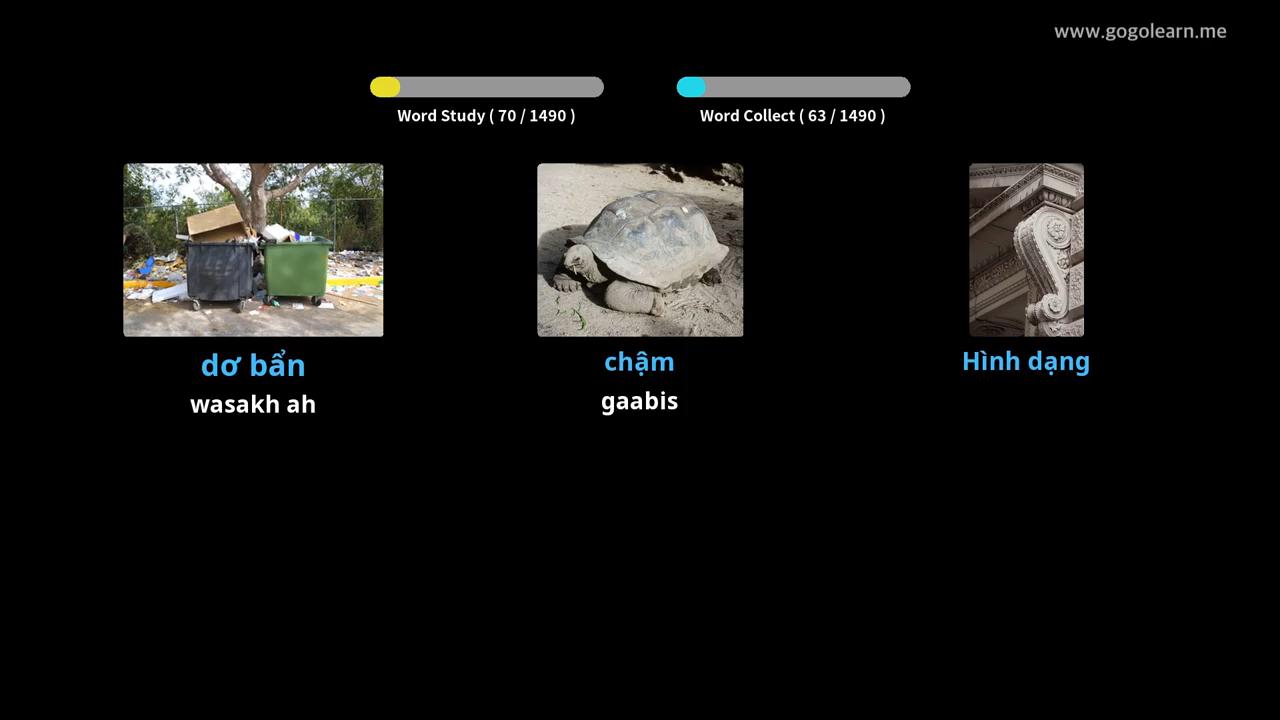 www.gogolearn.me
Word Study ( 70 / 1490 )
Word Collect ( 63 / 1490 )
dơ bẩn
wasakh ah
chậm
gaabis
Hình dạng